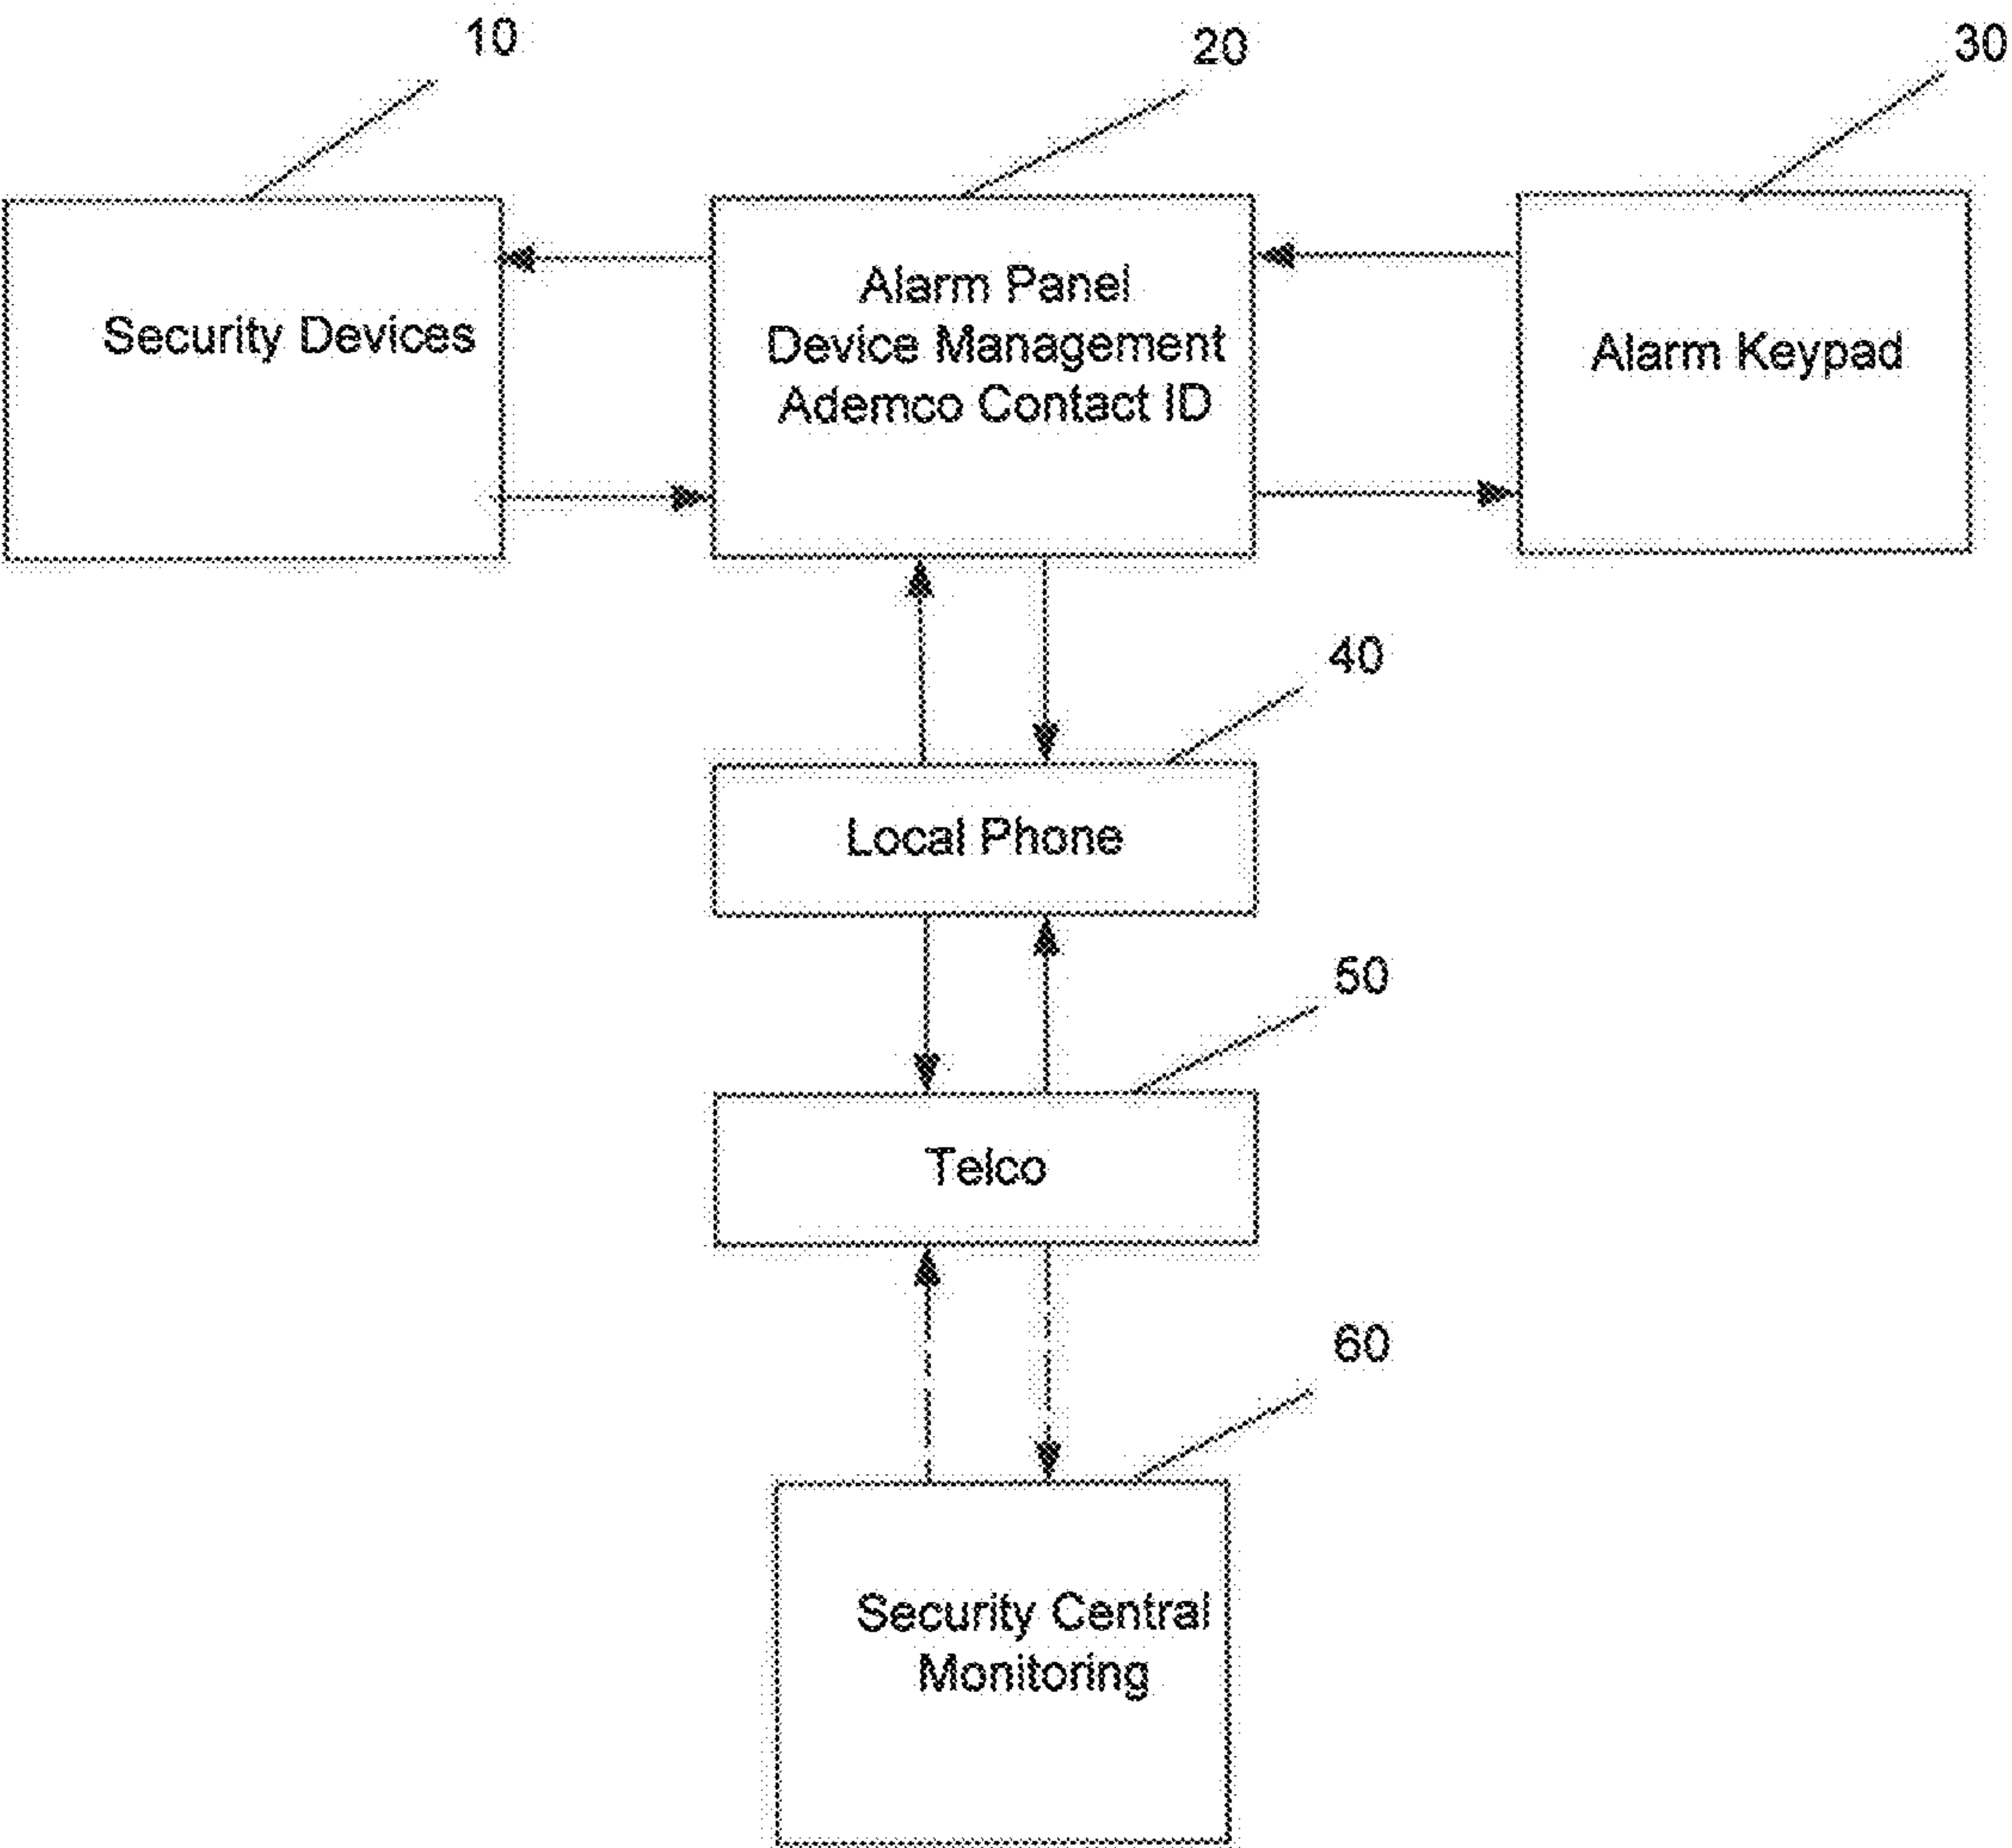 10
20
30
Security Devices
Alarm Panel
Device Management
Ademco Contact ID
Alarm Keypad
40
Local Phone
50
Telco
60
Security Central
Monitoring